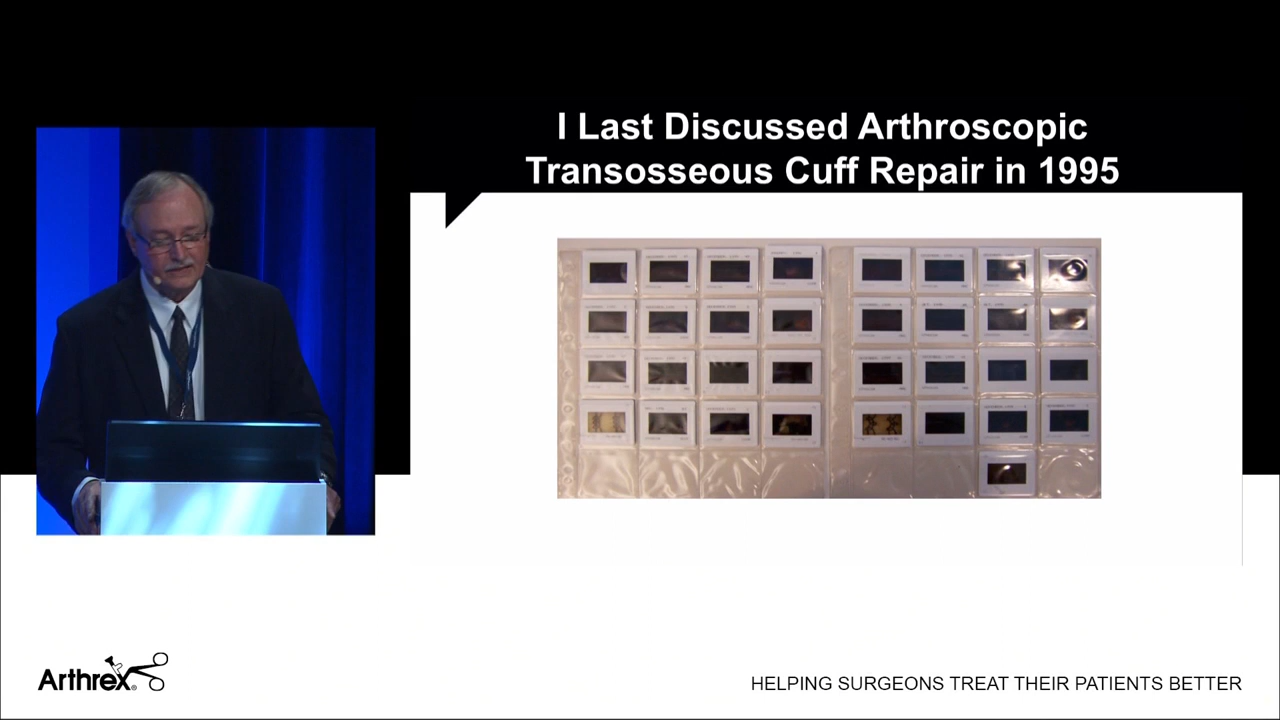 I Last Discussed Arthroscopic
Transosseous Cuff Repair in 1995
Arthrex®
HELPING SURGEONS TREAT THEIR PATIENTS BETTER